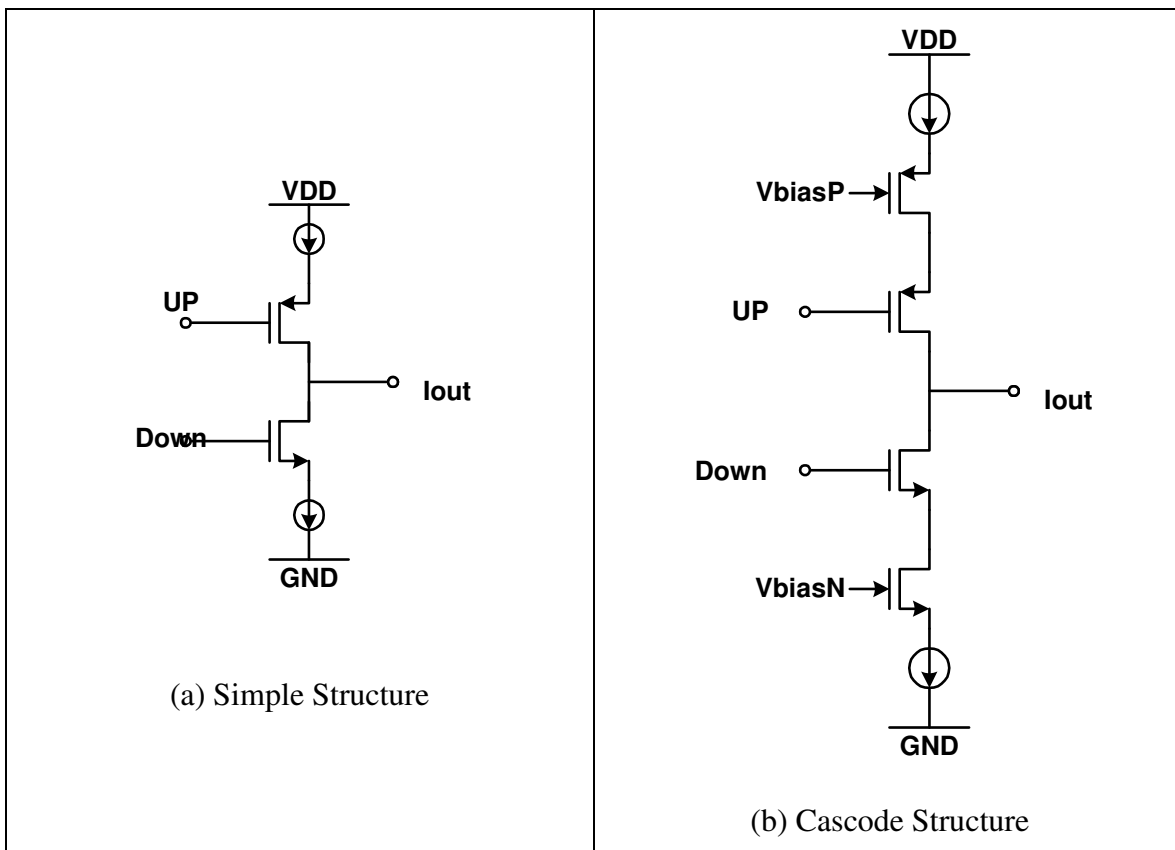 VDD
UP
Iout
Down
GND
(a) Simple Structure
VDD
VbiasP
UP
Iout
Down
VbiasN
GND
(b) Cascode Structure